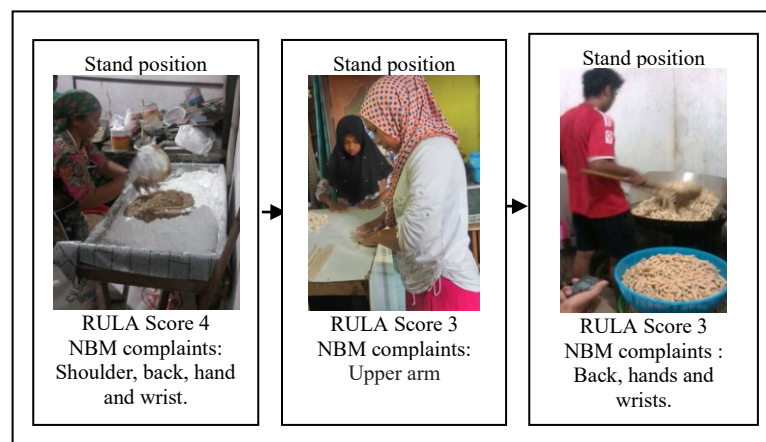 Stand position
RULA Score 4
NBM complaints:
Shoulder, back, hand
and wrist.
Stand position
RULA Score 3
NBM complaints:
Upper arm
Stand position
RULA Score 3
NBM complaints :
Back, hands and
wrists.